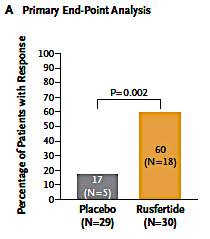 A Primary End-Point Analysis
Percentage of Patients with Response
100
90
80
70
60
50
40
30
20
10
0
P=0.002
17
(N=5)
60
(N=18)
Placebo
(N=29)
Rusfertide
(N=30)